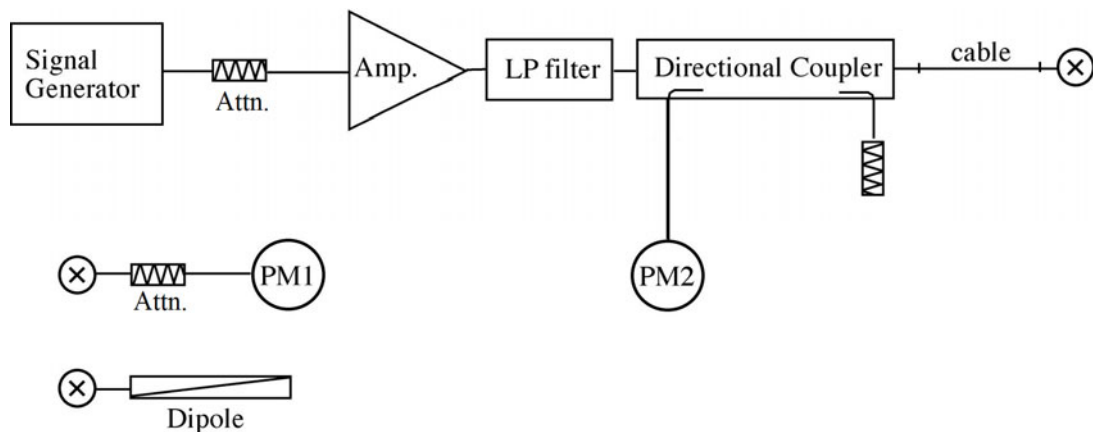 Signal
Generator
Attn.
Amp.
LP filter
Directional Coupler
cable
Attn.
PM1
PM2
Dipole